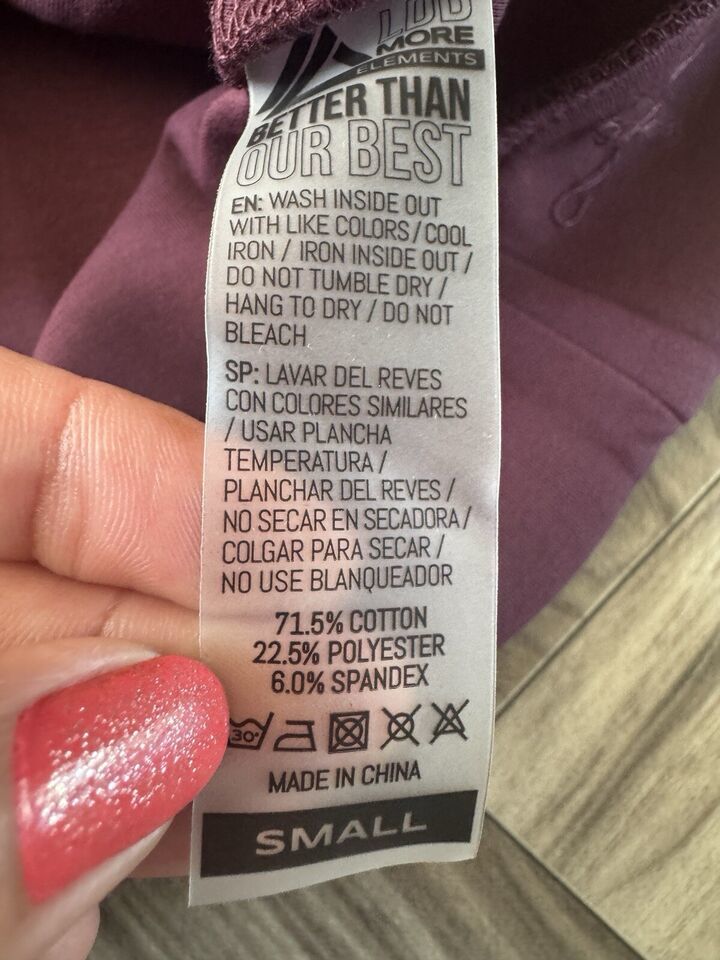 MORE
ELEMENTS
BETTER THAN
OUR BEST
EN: WASH INSIDE OUT
WITH LIKE COLORS / COOL
IRON / IRON INSIDE OUT /
DO NOT TUMBLE DRY /
HANG TO DRY / DO NOT
BLEACH
SP: LAVAR DEL REVES
CON COLORES SIMILARES
/ USAR PLANCHA
TEMPERATURA /
PLANCHAR DEL REVES /
NO SECAR EN SECADORA /
COLGAR PARA SECAR /
NO USE BLANQUEADOR
71.5% COTTON
22.5% POLYESTER
6.0% SPANDEX
30°
MADE IN CHINA
SMALL